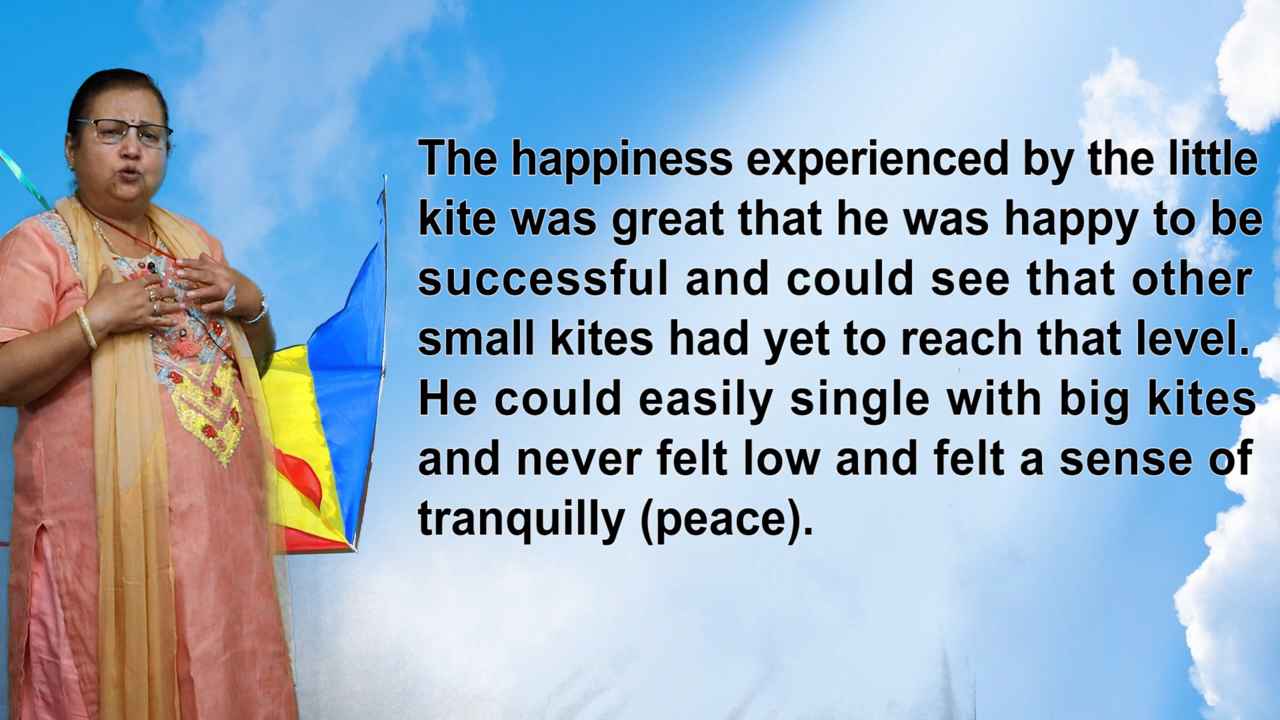 The happiness experienced by the little
kite was great that he was happy to be
successful and could see that other
small kites had yet to reach that level.
He could easily single with big kites
and never felt low and felt a sense of
tranquilly (peace).